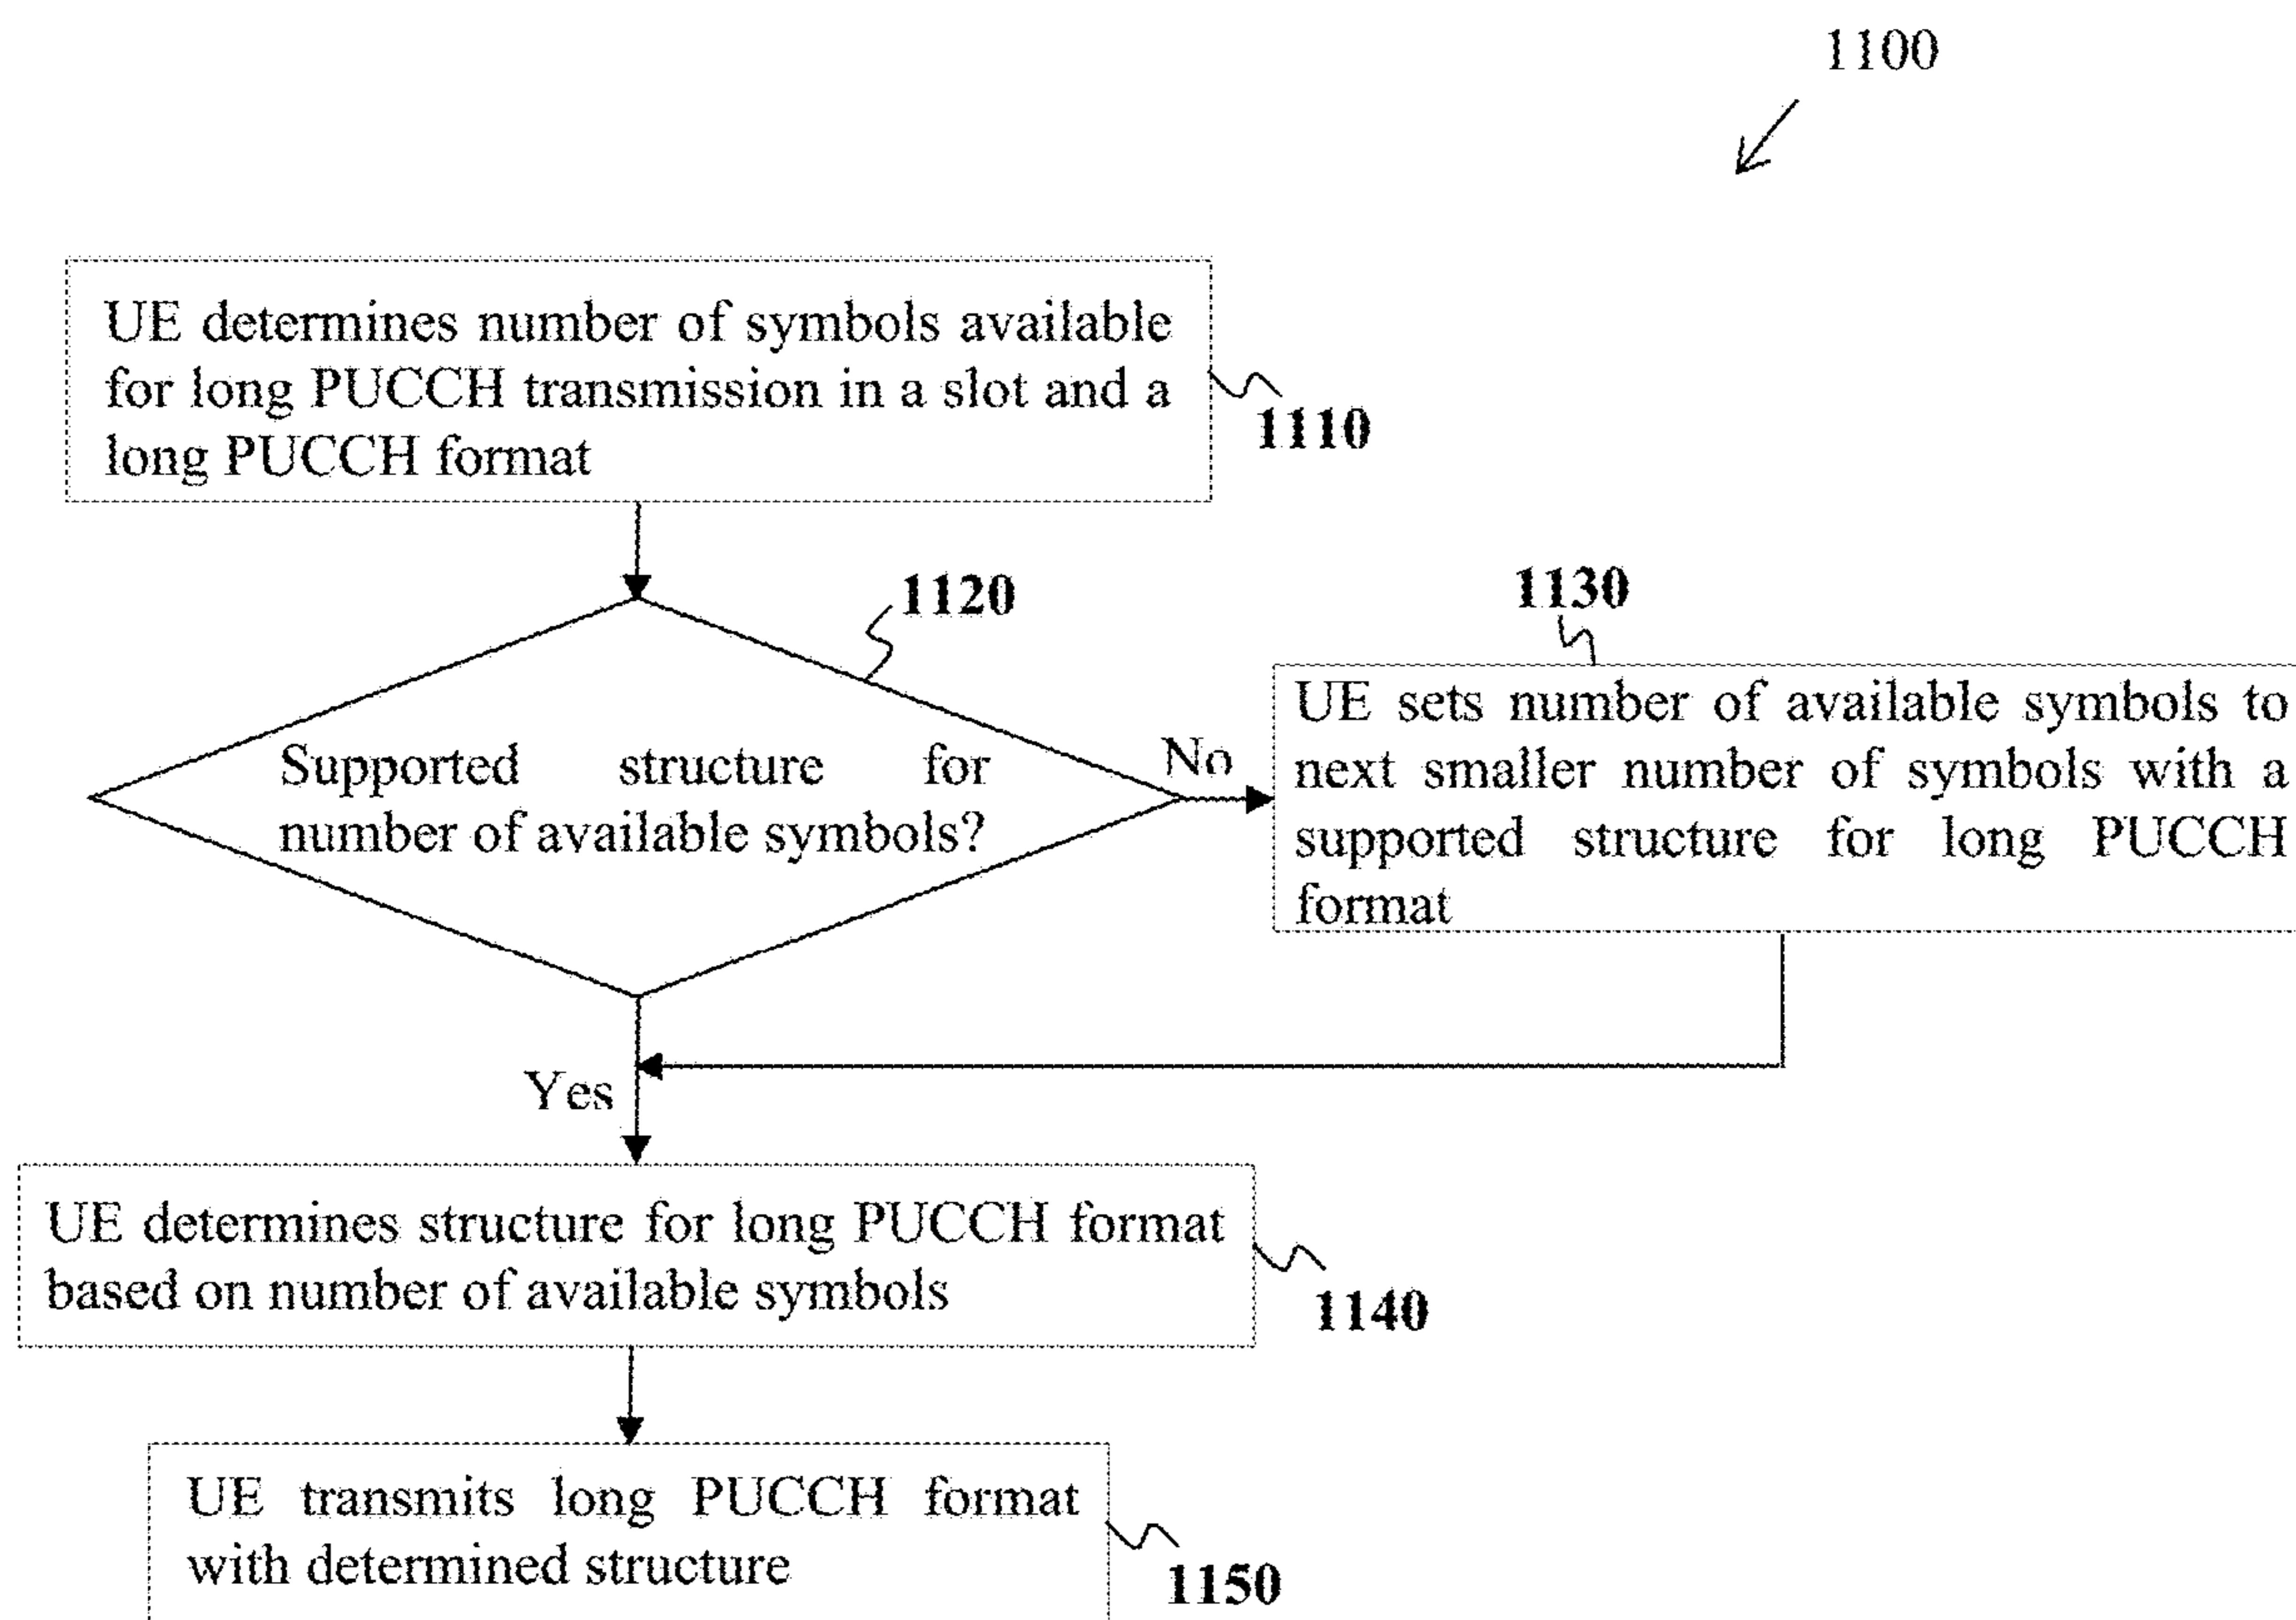 1100
UE determines number of symbols available
for long PUCCH transmission in a slot and a
long PUCCH format
1110
1120
Supported structure for
number of available symbols?
No
1130
UE sets number of available symbols to
next smaller number of symbols with a
supported structure for long PUCCH
format
Yes
UE determines structure for long PUCCH format
based on number of available symbols
1140
UE transmits long PUCCH format
with determined structure
1150